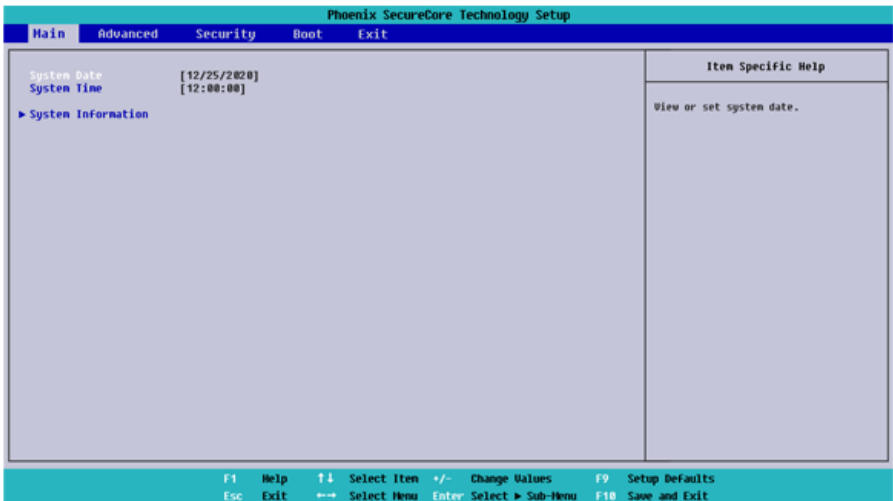 Phoenix SecureCore Technology Setup
Main Advanced Security Boot Exit
System Date [12/25/2020]
System Time [12:00:00]
► System Information
Item Specific Help
View or set system date.
F1 Help ↑↓ Select Item +/- Change Values F9 Setup Defaults
Esc Exit ←→ Select Menu Enter Select ► Sub-Menu F10 Save and Exit